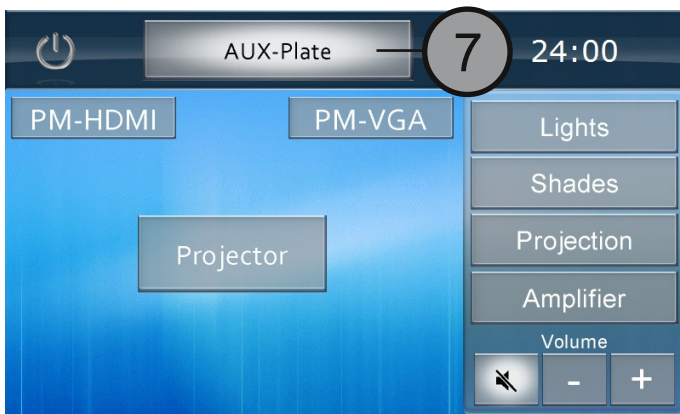 AUX-Plate 7 24:00
PM-HDMI PM-VGA
Lights
Shades
Projector
Projection
Amplifier
Volume
- +